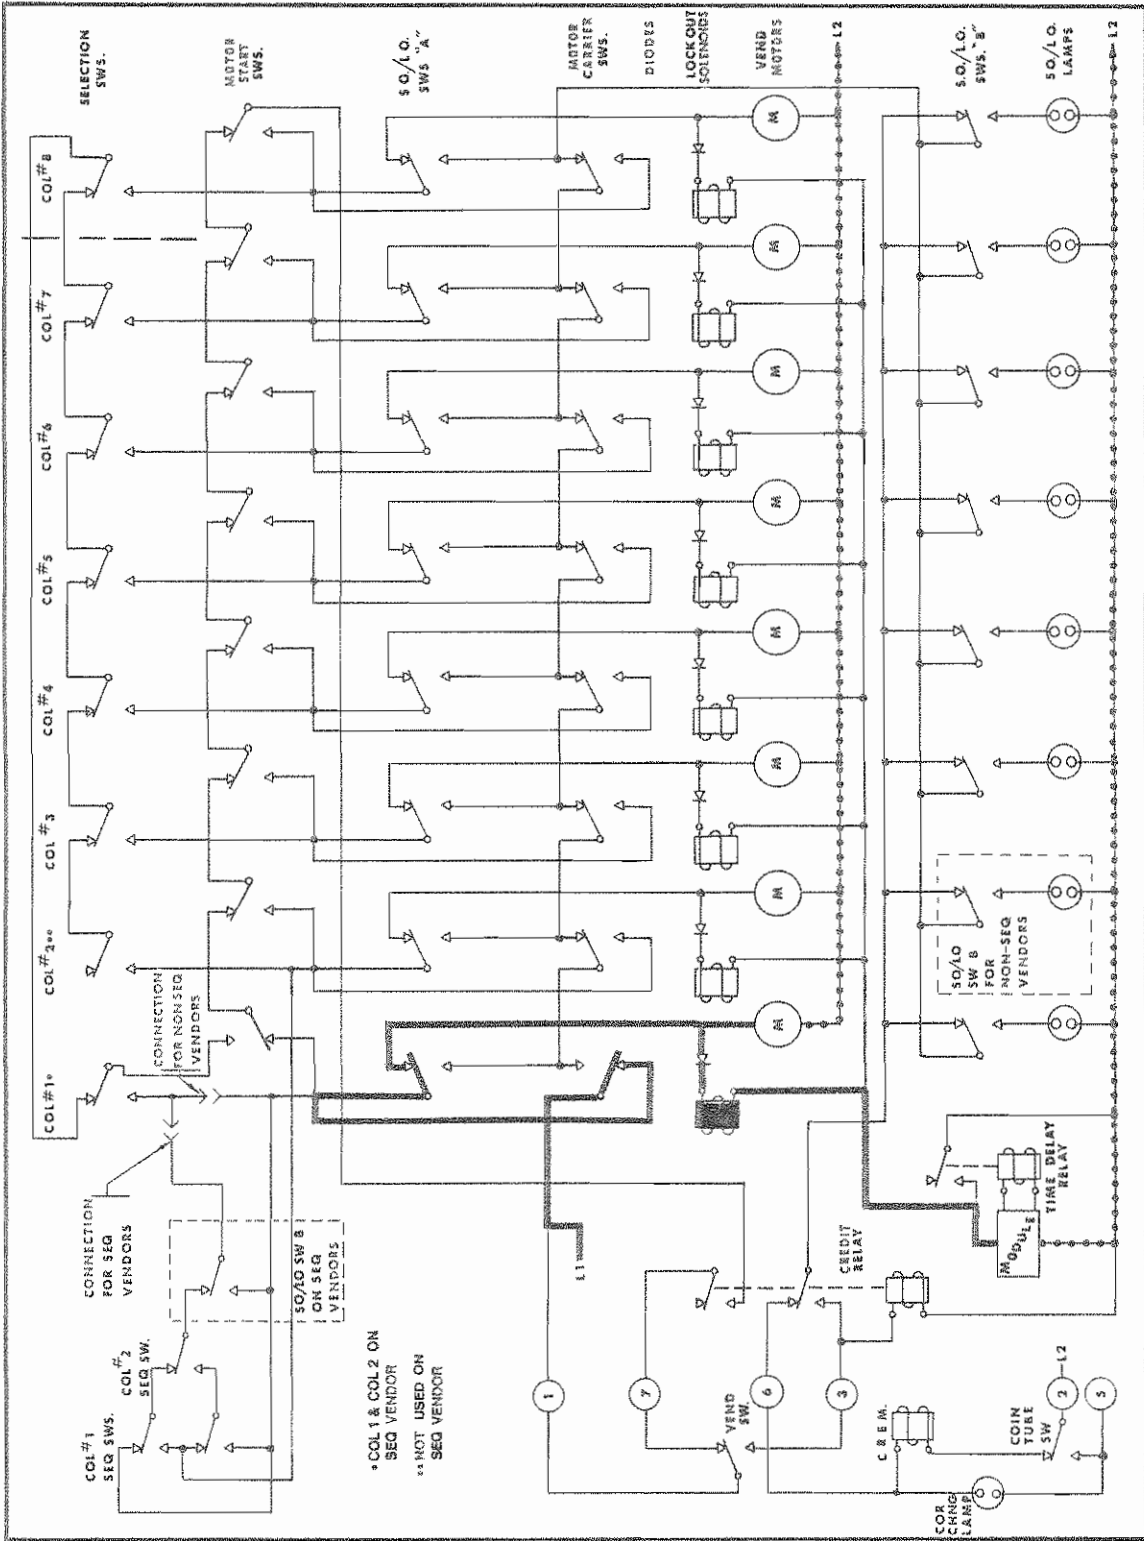 SELECTION
SWS.
MOTOR
START
SWS.
S.O./L.O.
SWS "A"
MOTOR
CARRIER
SWS.
DIODES
LOCK OUT
SOLENOIDS
VEND
MOTORS
L2
S.O./L.O.
SWS. "B"
S.O./L.O.
LAMPS
L2
COL#8
COL#7
COL#6
COL#5
COL#4
COL#3
COL#2**
COL#1*
M
M
M
M
M
M
M
M
CONNECTION
FOR NON SEQ
VENDORS
SO/LO
SW B
FOR
NON-SEQ
VENDORS
CONNECTION
FOR SEQ
VENDORS
SO/LO SW B
ON SEQ
VENDORS
COL#2
SEQ SW.
COL#1
SEQ SWS.
* COL 1 & COL 2 ON
SEQ VENDOR
** NOT USED ON
SEQ VENDOR
L1
1
7
6
3
2
5
L2
VEND
SW.
CREDIT
RELAY
MODULE
TIME DELAY
RELAY
C R E M.
COIN
TUBE
SW
COR
CHNG
LAMP